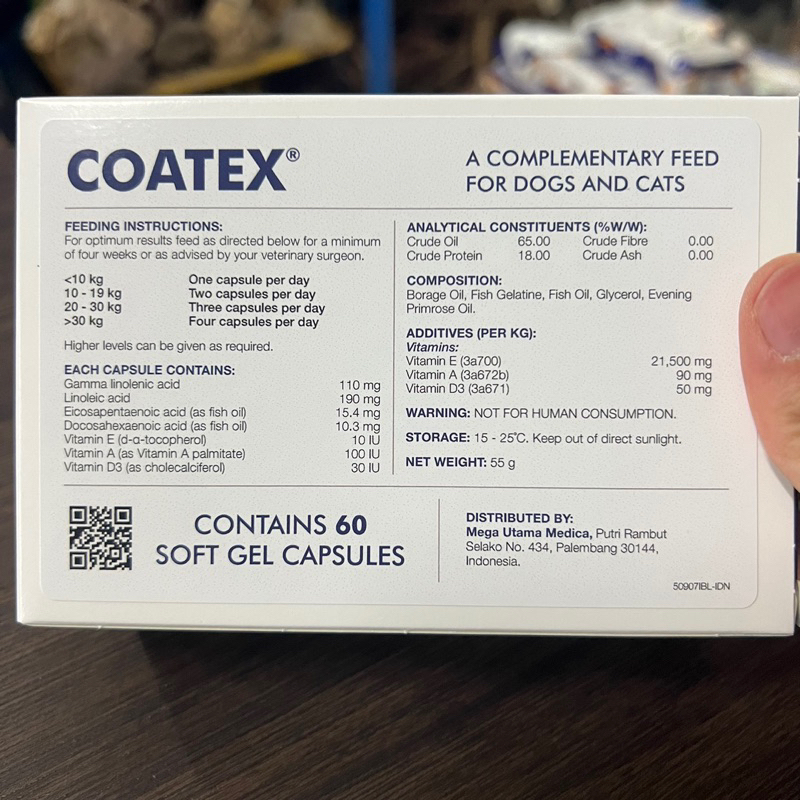 COATEX®
A COMPLEMENTARY FEED
FOR DOGS AND CATS
FEEDING INSTRUCTIONS:
For optimum results feed as directed below for a minimum
of four weeks or as advised by your veterinary surgeon.
<10 kg One capsule per day
10 - 19 kg Two capsules per day
20 - 30 kg Three capsules per day
>30 kg Four capsules per day
Higher levels can be given as required.
EACH CAPSULE CONTAINS:
Gamma linolenic acid 110 mg
Linoleic acid 190 mg
Eicosapentaenoic acid (as fish oil) 15.4 mg
Docosahexaenoic acid (as fish oil) 10.3 mg
Vitamin E (d-α-tocopherol) 10 IU
Vitamin A (as Vitamin A palmitate) 100 IU
Vitamin D3 (as cholecalciferol) 30 IU
ANALYTICAL CONSTITUENTS (%W/W):
Crude Oil 65.00 Crude Fibre 0.00
Crude Protein 18.00 Crude Ash 0.00
COMPOSITION:
Borage Oil, Fish Gelatine, Fish Oil, Glycerol, Evening
Primrose Oil.
ADDITIVES (PER KG):
Vitamins:
Vitamin E (3a700) 21,500 mg
Vitamin A (3a672b) 90 mg
Vitamin D3 (3a671) 50 mg
WARNING: NOT FOR HUMAN CONSUMPTION.
STORAGE: 15 - 25°C. Keep out of direct sunlight.
NET WEIGHT: 55 g
CONTAINS 60
SOFT GEL CAPSULES
DISTRIBUTED BY:
Mega Utama Medica, Putri Rambut
Selako No. 434, Palembang 30144,
Indonesia.
50907IBL-IDN